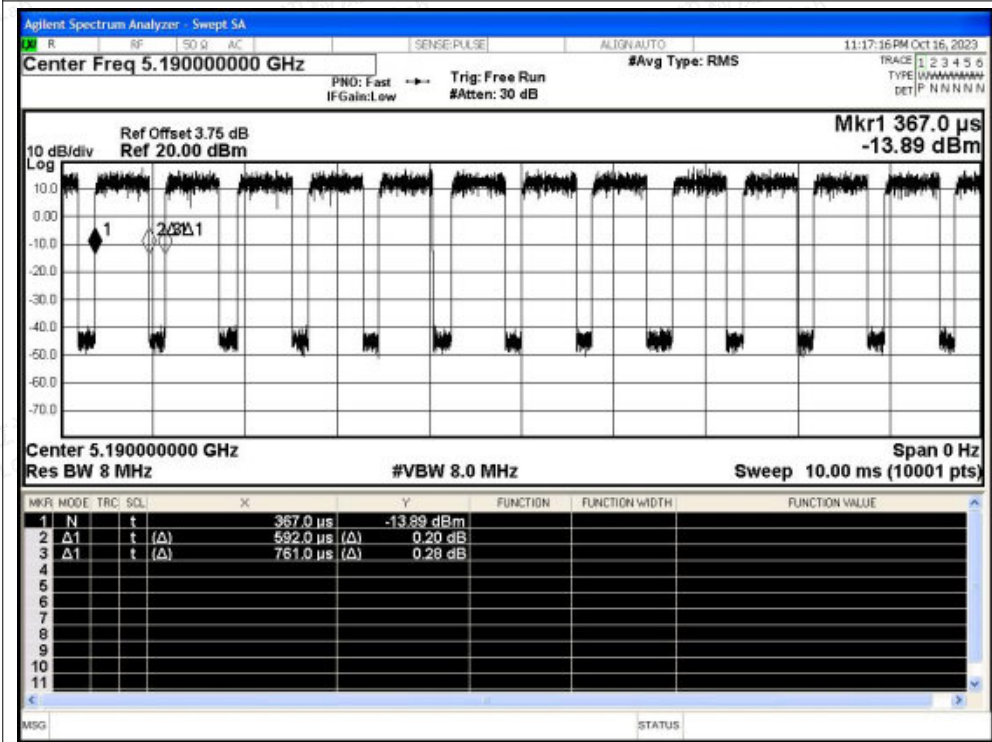 Agilent Spectrum Analyzer - Swept SA
LXI R RF 50 Ω AC SENSE:PULSE ALIGN AUTO 11:17:16 PM Oct 16, 2023
Center Freq 5.190000000 GHz #Avg Type: RMS TRACE 1 2 3 4 5 6
PNO: Fast Trig: Free Run TYPE WWWWWW
IFGain:Low #Atten: 30 dB DET P N N N N N
Mkr1 367.0 µs
Ref Offset 3.75 dB
10 dB/div Ref 20.00 dBm -13.89 dBm
Log
10.0
0.00
1 2Δ1 3Δ1
-10.0
-20.0
-30.0
-40.0
-50.0
-60.0
-70.0
Center 5.190000000 GHz Span 0 Hz
Res BW 8 MHz #VBW 8.0 MHz Sweep 10.00 ms (10001 pts)
MKR MODE TRC SCL X Y FUNCTION FUNCTION WIDTH FUNCTION VALUE
1 N t 367.0 µs -13.89 dBm
2 Δ1 t (Δ) 592.0 µs (Δ) 0.20 dB
3 Δ1 t (Δ) 761.0 µs (Δ) 0.28 dB
4
5
6
7
8
9
10
11
MSG STATUS